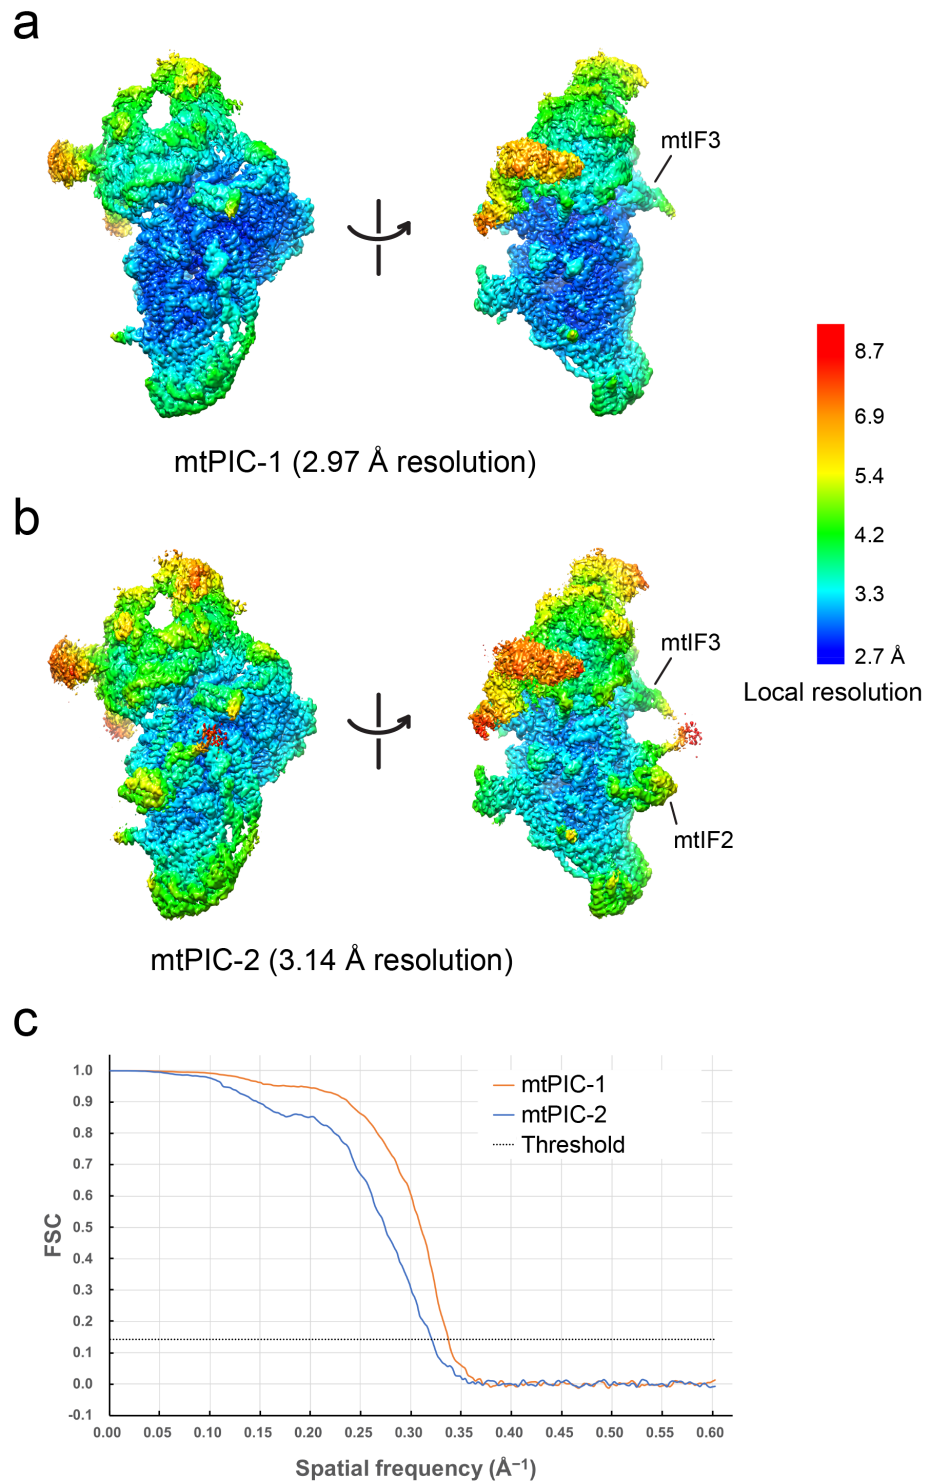 a
mtIF3
mtPIC-1 (2.97 Å resolution)
8.7
6.9
5.4
4.2
3.3
2.7 Å
Local resolution
b
mtIF3
mtIF2
mtPIC-2 (3.14 Å resolution)
c
mtPIC-1
mtPIC-2
Threshold
FSC
1.0
0.9
0.8
0.7
0.6
0.5
0.4
0.3
0.2
0.1
0.0
-0.1
0.00 0.05 0.10 0.15 0.20 0.25 0.30 0.35 0.40 0.45 0.50 0.55 0.60
Spatial frequency (Å⁻¹)